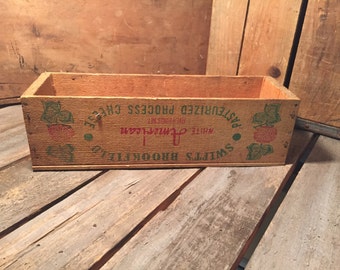 SWIFT'S BROOKFIELD
WHITE
American
PASTEURIZED PROCESS CHEESE